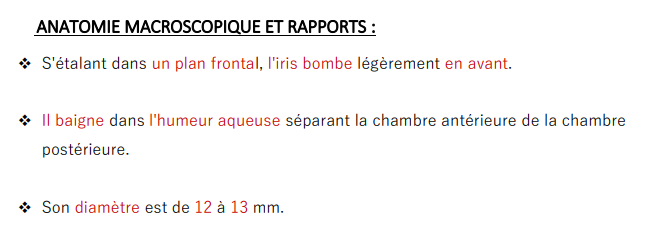 ANATOMIE MACROSCOPIQUE ET RAPPORTS :
❖ S'étalant dans un plan frontal, l'iris bombe légèrement en avant.
❖ Il baigne dans l'humeur aqueuse séparant la chambre antérieure de la chambre
postérieure.
❖ Son diamètre est de 12 à 13 mm.